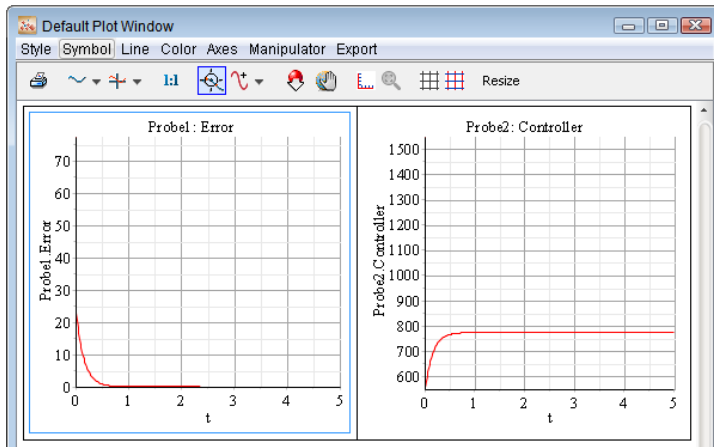 Default Plot Window
Style Symbol Line Color Axes Manipulator Export
1:1 Resize
Probe1: Error
70
60
50
40
30
20
10
0
Probe1.Error
0 1 2 3 4 5
t
Probe2: Controller
1500
1400
1300
1200
1100
1000
900
800
700
600
Probe2.Controller
0 1 2 3 4 5
t